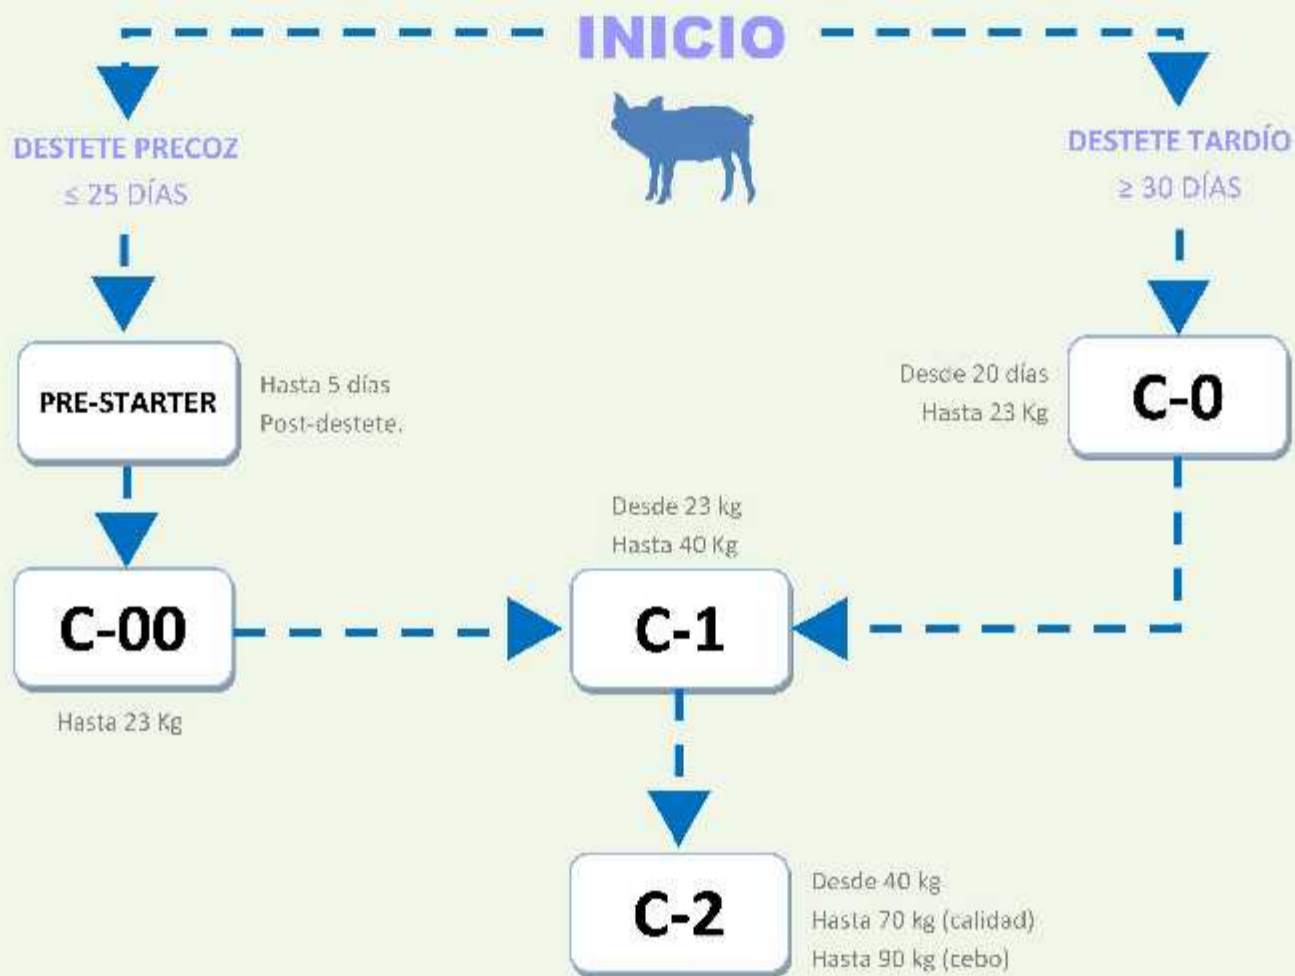 INICIO
DESTETE PRECOZ
≤ 25 DÍAS
DESTETE TARDÍO
≥ 30 DÍAS
PRE-STARTER
Hasta 5 días
Post-destete.
Desde 20 días
Hasta 23 Kg
C-0
Desde 23 kg
Hasta 40 Kg
C-00
Hasta 23 Kg
C-1
C-2
Desde 40 kg
Hasta 70 kg (calidad)
Hasta 90 kg (cebo)